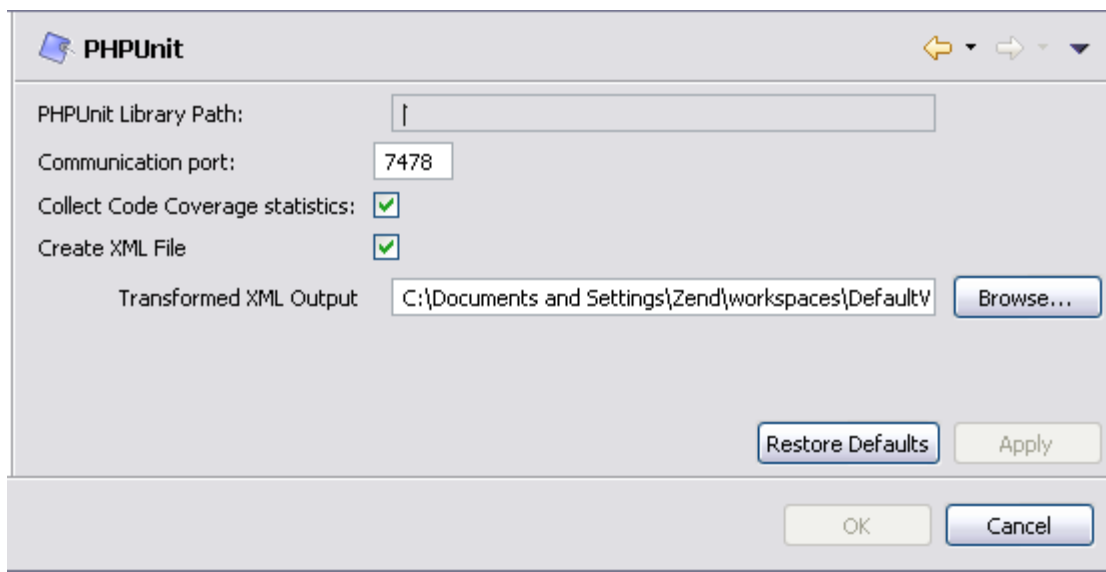 PHPUnit
PHPUnit Library Path:
Communication port: 7478
Collect Code Coverage statistics:
Create XML File
Transformed XML Output C:\Documents and Settings\Zend\workspaces\DefaultV Browse...
Restore Defaults Apply
OK Cancel